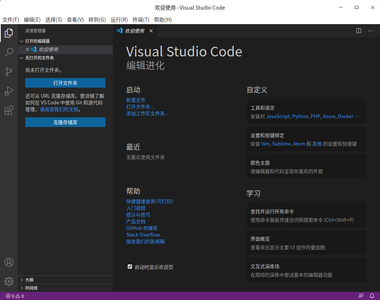 欢迎使用 - Visual Studio Code
文件(F) 编辑(E) 选择(S) 查看(V) 转到(G) 运行(R) 终端(T) 帮助(H)
资源管理器
打开的编辑器
欢迎使用
无打开的文件夹
尚未打开文件夹。
打开文件夹
还可从 URL 克隆存储库。要详细了解
如何在 VS Code 中使用 Git 和源代码
管理，请阅读我们的文档。
克隆存储库
大纲
时间线
欢迎使用
Visual Studio Code
编辑进化
启动
新建文件
打开文件夹...
添加工作区文件夹...
最近
无最近使用文件夹
帮助
快捷键速查表(可打印)
入门视频
提示与技巧
产品文档
GitHub 存储库
Stack Overflow
接收我们的新闻稿
启动时显示欢迎页
自定义
工具和语言
安装对 JavaScript, Python, PHP, Azure, Docker …
设置和按键绑定
安装 Vim, Sublime, Atom 和 其他 的设置和快捷键
颜色主题
使编辑器和代码呈现你喜欢的外观
学习
查找并运行所有命令
使用命令面板快速访问和搜索命令 (Ctrl+Shift+P)
界面概览
查看突出显示主要 UI 组件的叠加图
交互式演练场
在简短的演练中尝试基本的编辑器功能
0 0